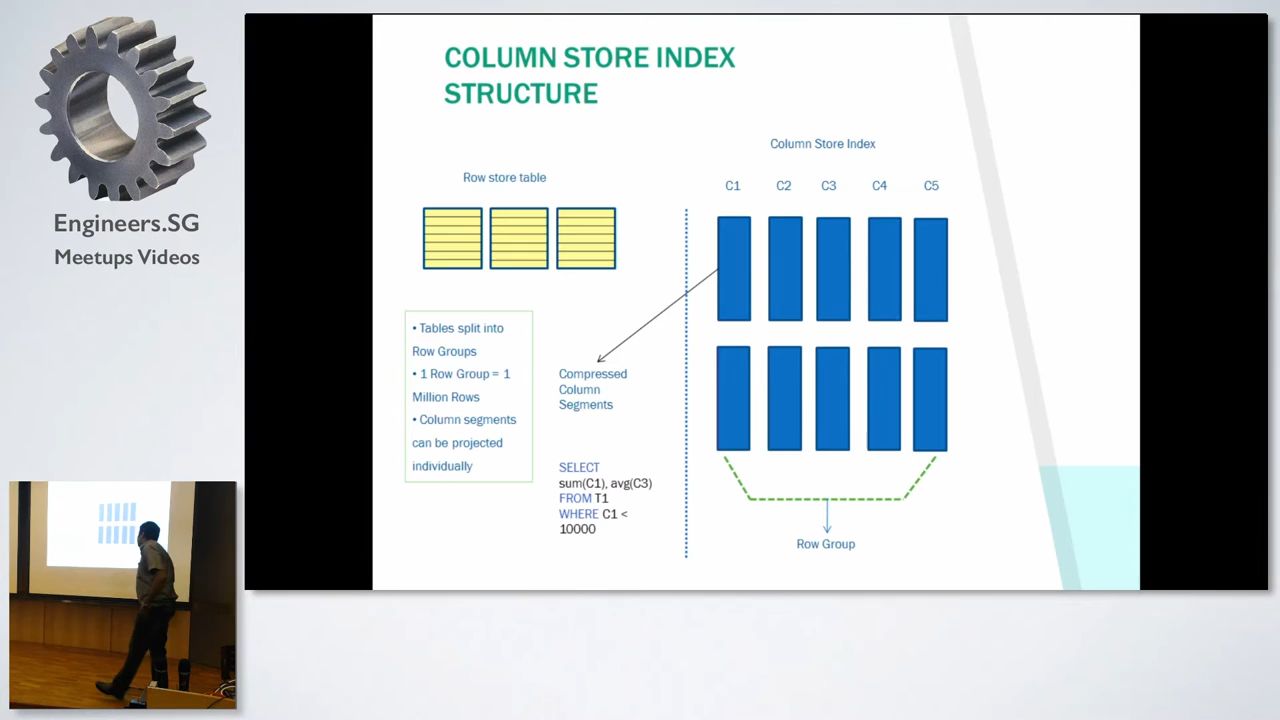 Engineers.SG
Meetups Videos
COLUMN STORE INDEX
STRUCTURE
Column Store Index
Row store table
C1 C2 C3 C4 C5
• Tables split into
Row Groups
• 1 Row Group = 1
Million Rows
• Column segments
can be projected
individually
Compressed
Column
Segments
SELECT
sum(C1), avg(C3)
FROM T1
WHERE C1 <
10000
Row Group